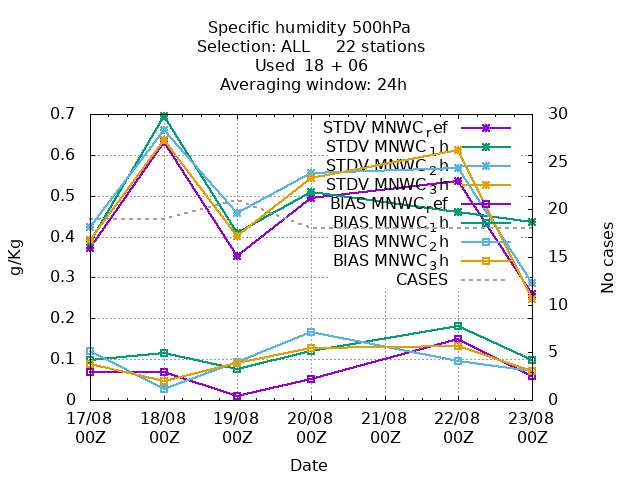 Specific humidity 500hPa
Selection: ALL 22 stations
Used 18 + 06
Averaging window: 24h
0.7
0.6
0.5
0.4
0.3
0.2
0.1
0
g/Kg
30
25
20
15
10
5
0
No cases
STDV MNWC_ref
STDV MNWC_1h
STDV MNWC_2h
STDV MNWC_3h
BIAS MNWC_ref
BIAS MNWC_1h
BIAS MNWC_2h
BIAS MNWC_3h
CASES
17/08 18/08 19/08 20/08 21/08 22/08 23/08
00Z 00Z 00Z 00Z 00Z 00Z 00Z
Date